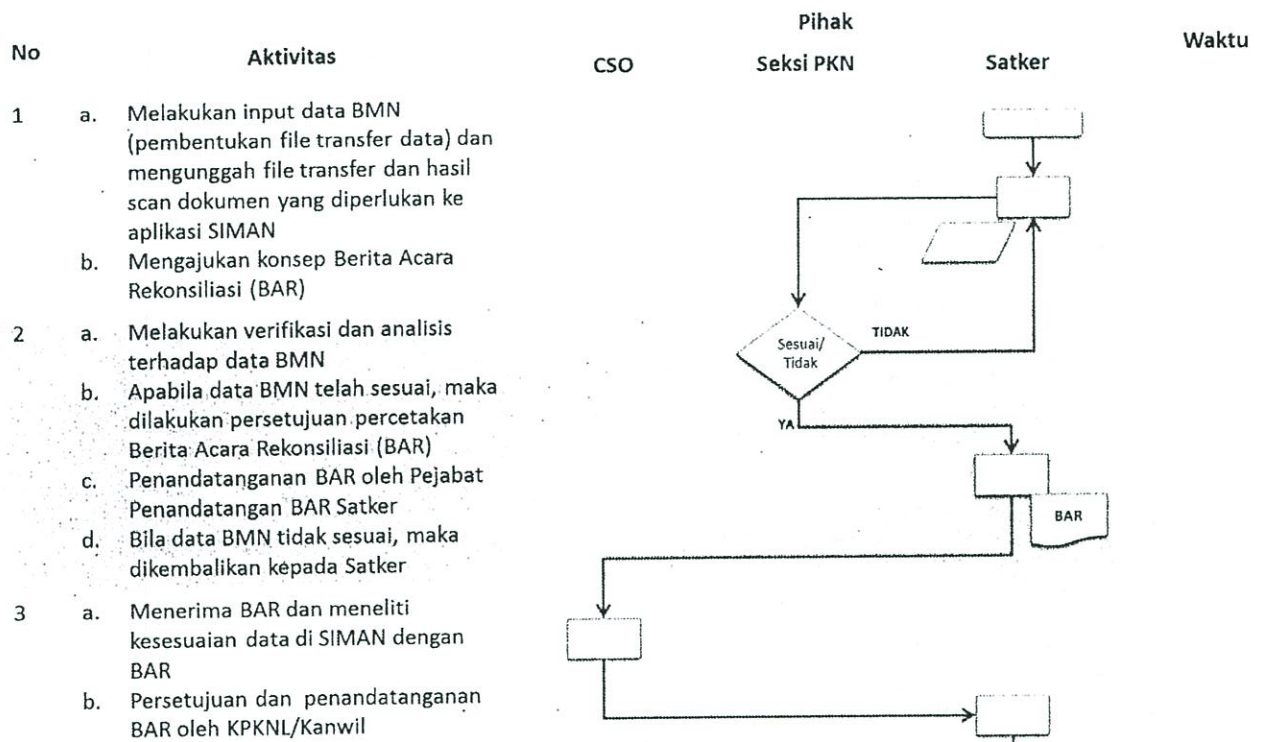 Pihak
No Aktivitas CSO Seksi PKN Satker Waktu
1 a. Melakukan input data BMN
(pembentukan file transfer data) dan
mengunggah file transfer dan hasil
scan dokumen yang diperlukan ke
aplikasi SIMAN
b. Mengajukan konsep Berita Acara
Rekonsiliasi (BAR)
2 a. Melakukan verifikasi dan analisis
terhadap data BMN
b. Apabila data BMN telah sesuai, maka
dilakukan persetujuan percetakan
Berita Acara Rekonsiliasi (BAR)
c. Penandatanganan BAR oleh Pejabat
Penandatangan BAR Satker
d. Bila data BMN tidak sesuai, maka
dikembalikan kepada Satker
Sesuai/
Tidak
TIDAK
YA
BAR
3 a. Menerima BAR dan meneliti
kesesuaian data di SIMAN dengan
BAR
b. Persetujuan dan penandatanganan
BAR oleh KPKNL/Kanwil